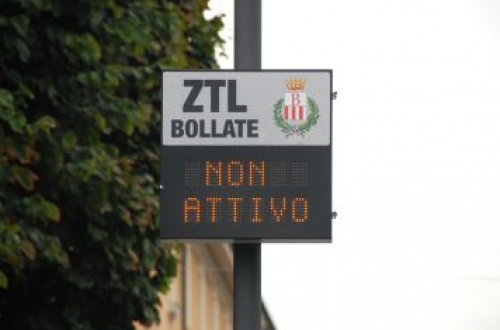 ZTL
BOLLATE
B
NON
ATTIVO